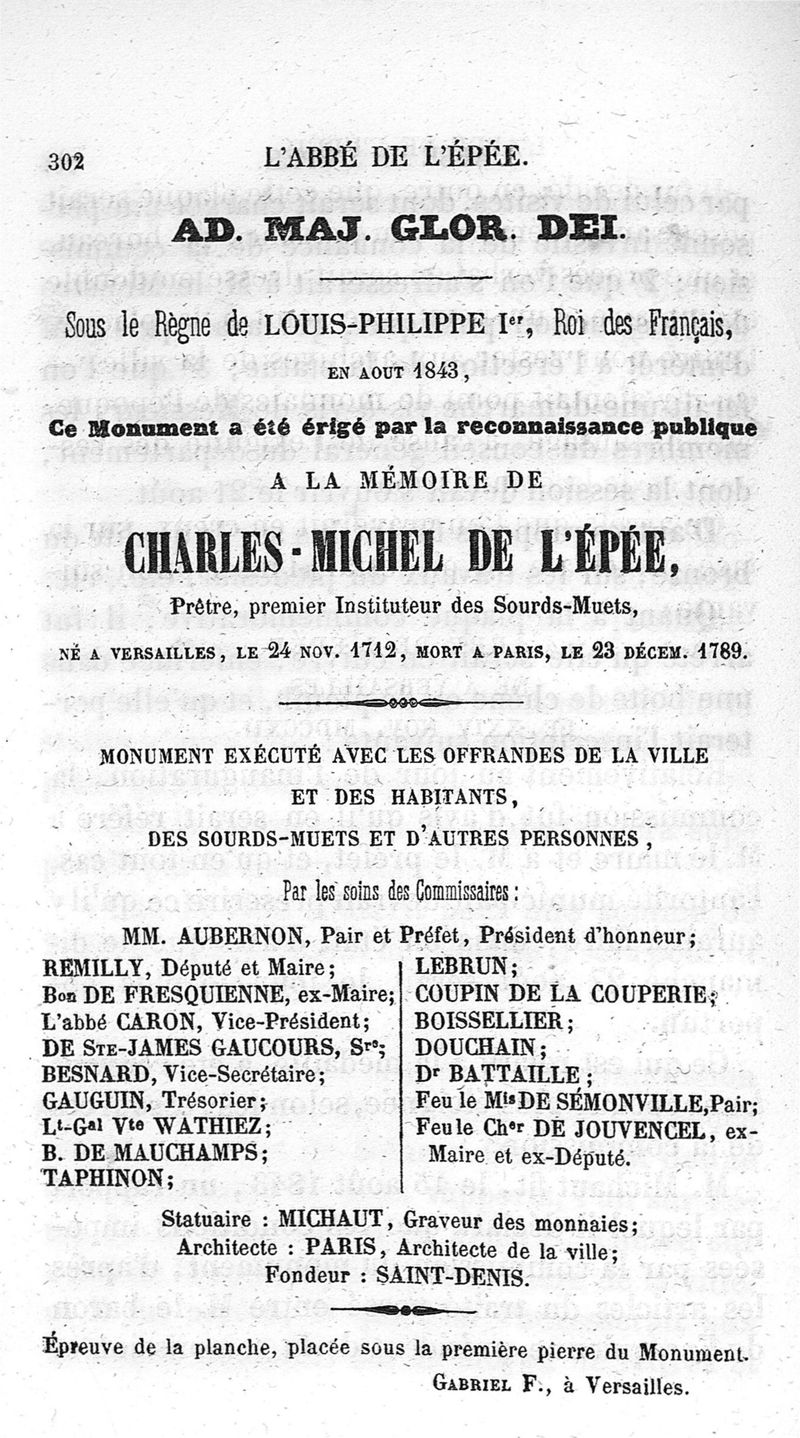 302
L'ABBÉ DE L'ÉPÉE.
AD. MAJ. GLOR. DEI.
Sous le Règne de LOUIS-PHILIPPE Ier, Roi des Français,
EN AOUT 1843,
Ce Monument a été érigé par la reconnaissance publique
A LA MÉMOIRE DE
CHARLES-MICHEL DE L'ÉPÉE,
Prêtre, premier Instituteur des Sourds-Muets,
NÉ A VERSAILLES, LE 24 NOV. 1712, MORT A PARIS, LE 23 DÉCEM. 1789.
MONUMENT EXÉCUTÉ AVEC LES OFFRANDES DE LA VILLE
ET DES HABITANTS,
DES SOURDS-MUETS ET D'AUTRES PERSONNES,
Par les soins des Commissaires :
MM. AUBERNON, Pair et Préfet, Président d'honneur;
REMILLY, Député et Maire;
Bon DE FRESQUIENNE, ex-Maire;
L'abbé CARON, Vice-Président;
DE STE-JAMES GAUCOURS, Sre;
BESNARD, Vice-Secrétaire;
GAUGUIN, Trésorier;
Lt-Gal Vte WATHIEZ;
B. DE MAUCHAMPS;
TAPHINON;
LEBRUN;
COUPIN DE LA COUPERIE;
BOISSELLIER;
DOUCHAIN;
Dr BATTAILLE;
Feu le Mis DE SÉMONVILLE, Pair;
Feu le Cher DE JOUVENCEL, ex-
Maire et ex-Député.
Statuaire : MICHAUT, Graveur des monnaies;
Architecte : PARIS, Architecte de la ville;
Fondeur : SAINT-DENIS.
Épreuve de la planche, placée sous la première pierre du Monument.
GABRIEL F., à Versailles.